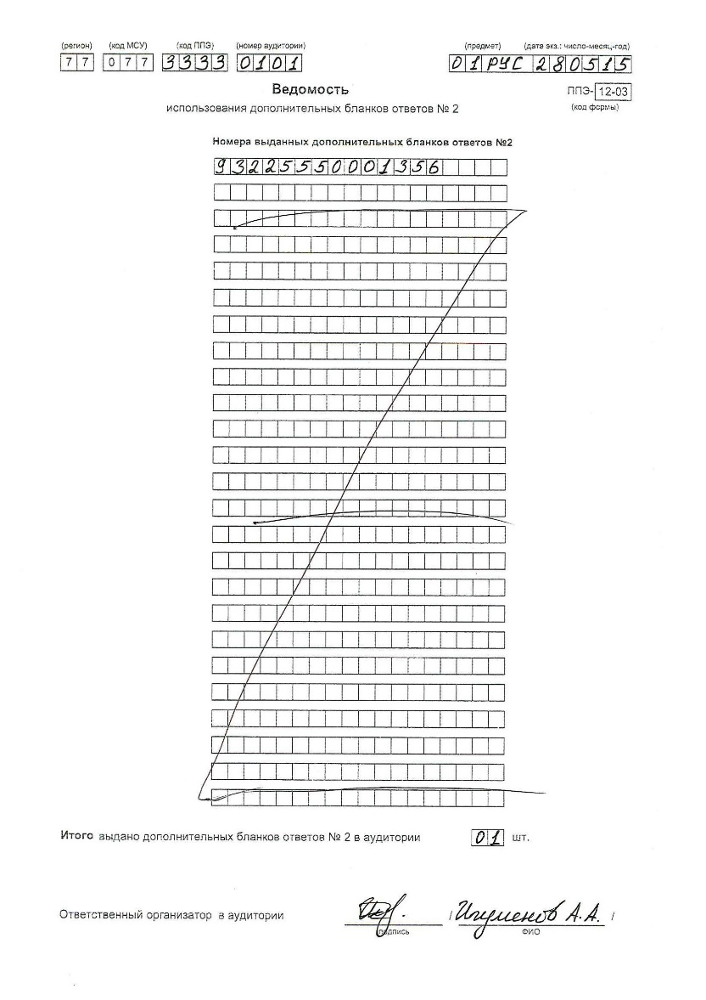 (регион) (код МСУ) (код ППЭ) (номер аудитории) (предмет) (дата экз.: число-месяц-год)
77 077 3333 0101 01 РУС 280515
Ведомость ППЭ- 12-03
использования дополнительных бланков ответов № 2 (код формы)
Номера выданных дополнительных бланков ответов №2
93225550001356
Итого выдано дополнительных бланков ответов № 2 в аудитории 01 шт.
Ответственный организатор в аудитории / Игуменов А.А. /
подпись ФИО